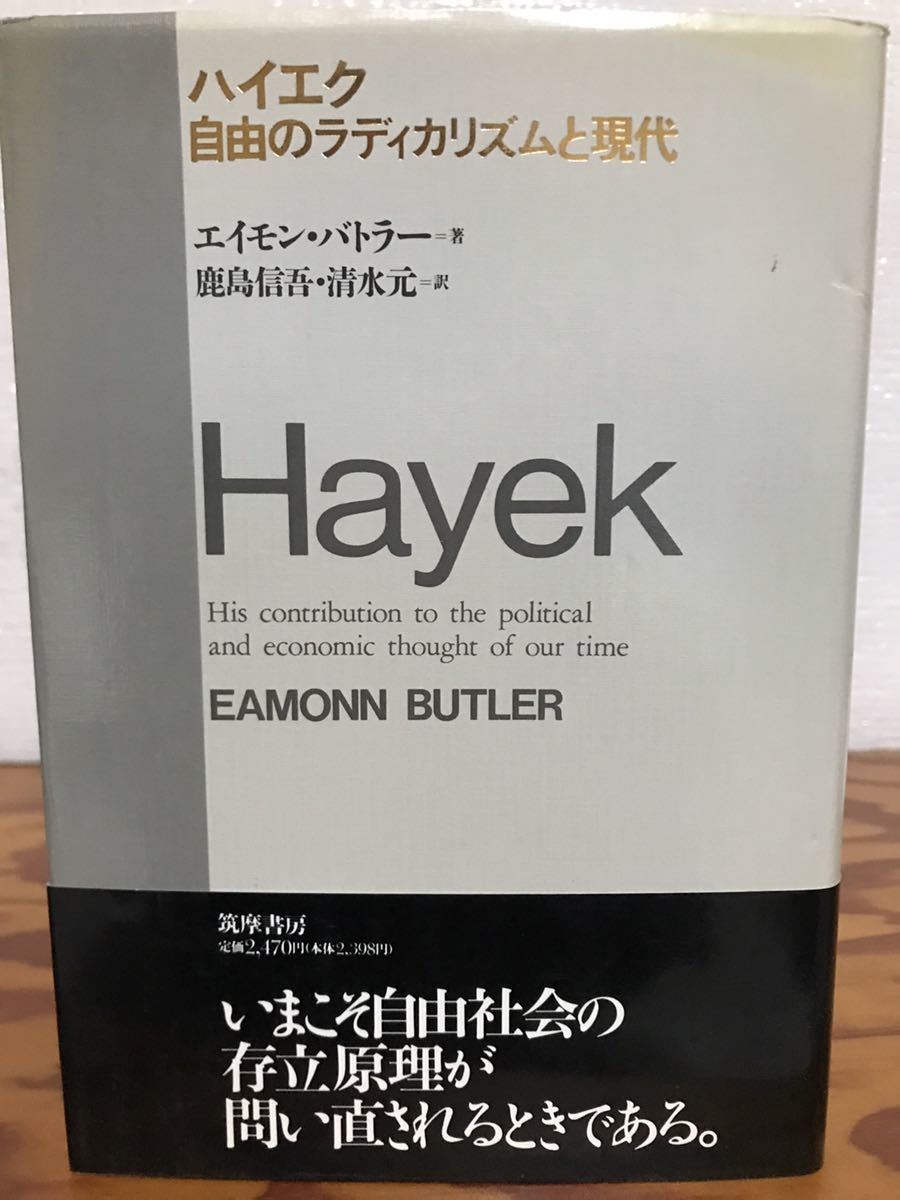 ハイエク
自由のラディカリズムと現代
エイモン・バトラー=著
鹿島信吾・清水元=訳
Hayek
His contribution to the political
and economic thought of our time
EAMONN BUTLER
筑摩書房
定価2,470円(本体2,398円)
いまこそ自由社会の
存立原理が
問い直されるときである。